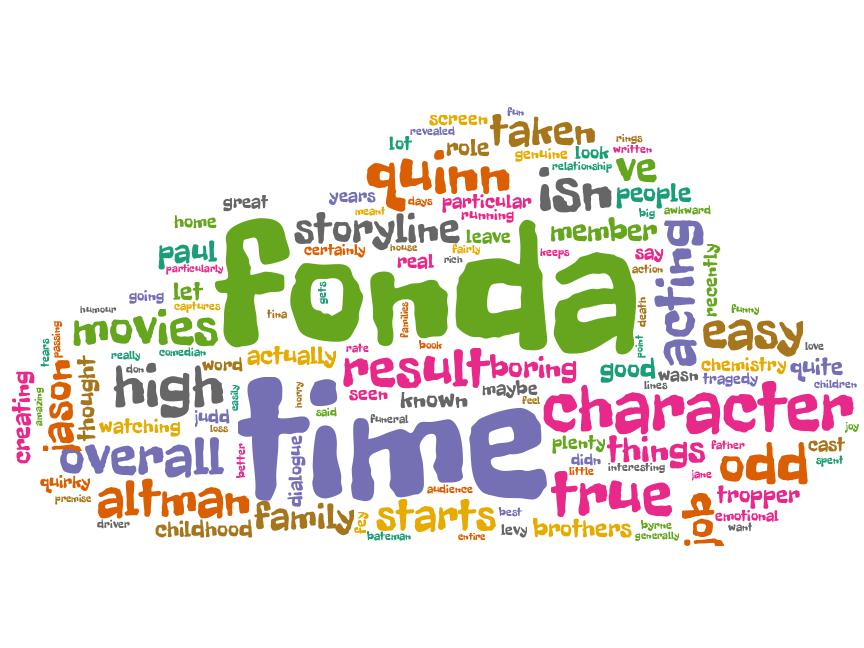 fun
screen
revealed
taken
rings
lot
role
genuine
look
written
quinn
relationship
ve
great
years
days
particular
isn
people
meant
running
big
awkward
home
storyline
leave
member
acting
paul
certainly
house
fairly
particularly
real
rich
keeps
say
recently
fonda
action
going
let
captures
gets
tina
humour
movies
families
death
funny
easy
tears
passing
really
comedian
word
actually
rate
book
point
love
result
boring
good
wasn
chemistry
quite
don
high
easily
horry
seen
known
maybe
feel
lines
tragedy
children
creating
amazing
jason
thought
watching
judd
loss
said
funeral
time
character
joy
overall
better
dialogue
plenty
things
father
cast
didn
little
interesting
jane
odd
spent
quirky
premise
altman
audience
true
job
tropper
driver
childhood
family
fey
starts
best
levy
brothers
byrne
generally
emotional
want
bateman
entire